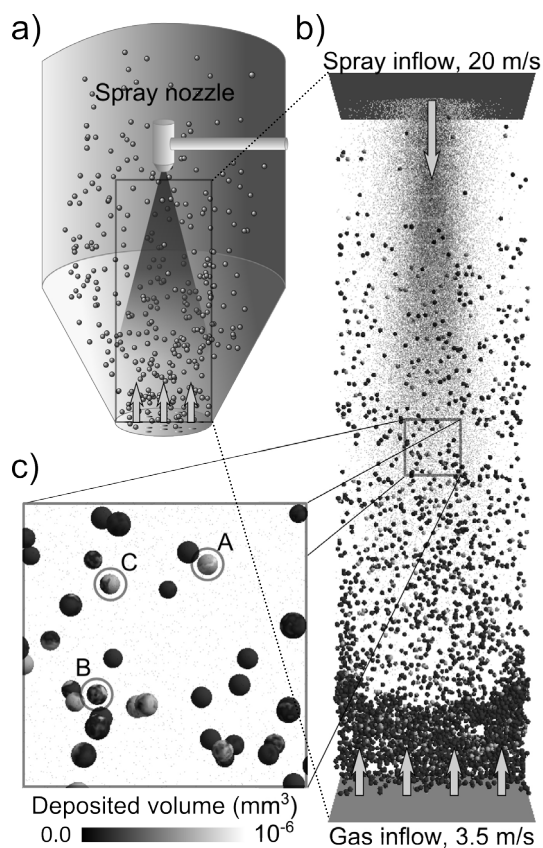 a)
b)
Spray inflow, 20 m/s
Spray nozzle
c)
A
C
B
Deposited volume (mm³)
0.0
10⁻⁶
Gas inflow, 3.5 m/s